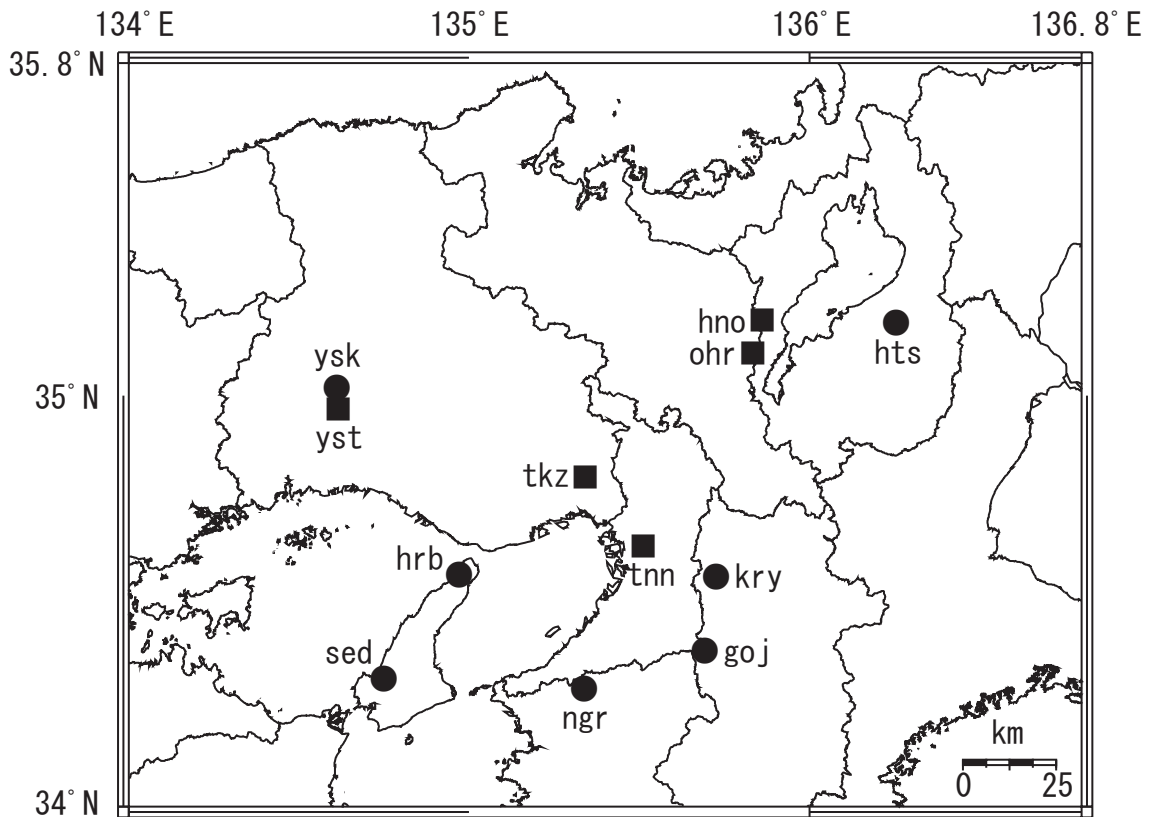 134°E 135°E 136°E 136.8°E
35.8°N
hno
ohr
hts
ysk
35°N
yst
tkz
hrb
tnn
kry
sed
goj
ngr
km
0 25
34°N